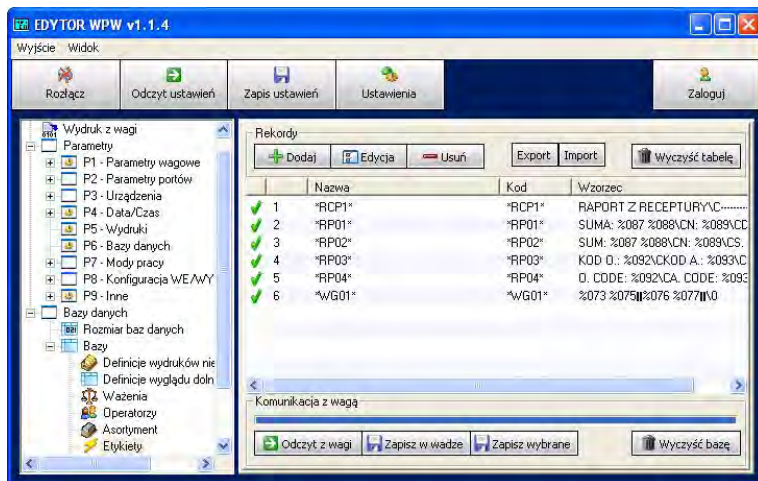 EDYTOR WPW v1.1.4
Wyjście Widok
Rozłącz Odczyt ustawień Zapis ustawień Ustawienia Zaloguj
Wydruk z wagi
Parametry
P1 - Parametry wagowe
P2 - Parametry portów
P3 - Urządzenia
P4 - Data/Czas
P5 - Wydruki
P6 - Bazy danych
P7 - Mody pracy
P8 - Konfiguracja WE/WY
P9 - Inne
Bazy danych
Rozmiar baz danych
Bazy
Definicje wydruków nie
Definicje wyglądu doln
Ważenia
Operatorzy
Asortyment
Etykiety
Rekordy
Dodaj Edycja Usuń Export Import Wyczyść tabelę
Nazwa Kod Wzorzec
1 *RCP1* *RCP1* RAPORT Z RECEPTURY\C--------
2 *RP01* *RP01* SUMA: %087 %088\CN: %089\CD
3 *RP02* *RP02* SUM: %087 %088\CN: %089\CS.
4 *RP03* *RP03* KOD O.: %092\CKOD A.: %093\C
5 *RP04* *RP04* O. CODE: %092\CA. CODE: %093
6 *WG01* *WG01* %073 %075||%076 %077||\0
Komunikacja z wagą
Odczyt z wagi Zapisz w wadze Zapisz wybrane Wyczyść bazę